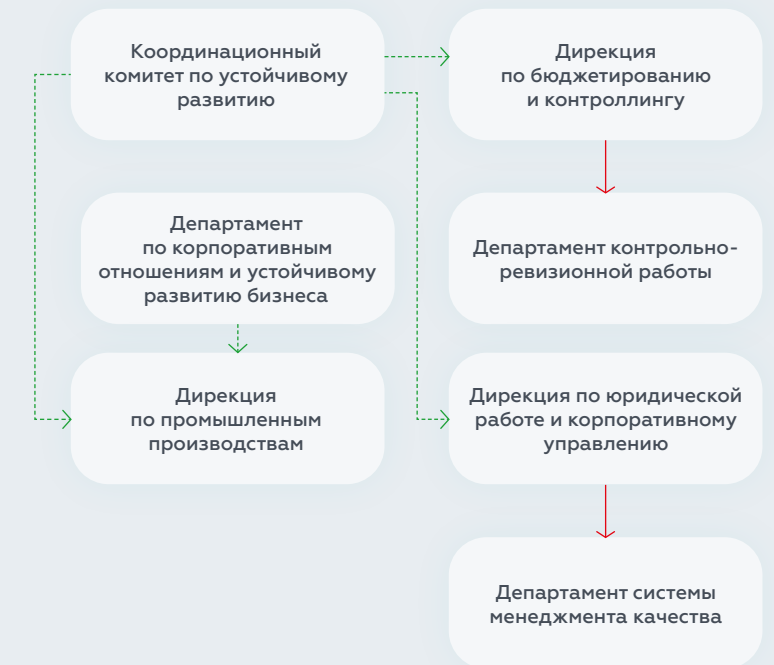 Координационный
комитет по устойчивому
развитию
Дирекция
по бюджетированию
и контроллингу
Департамент
по корпоративным
отношениям и устойчивому
развитию бизнеса
Департамент контрольно-
ревизионной работы
Дирекция
по промышленным
производствам
Дирекция по юридической
работе и корпоративному
управлению
Департамент системы
менеджмента качества